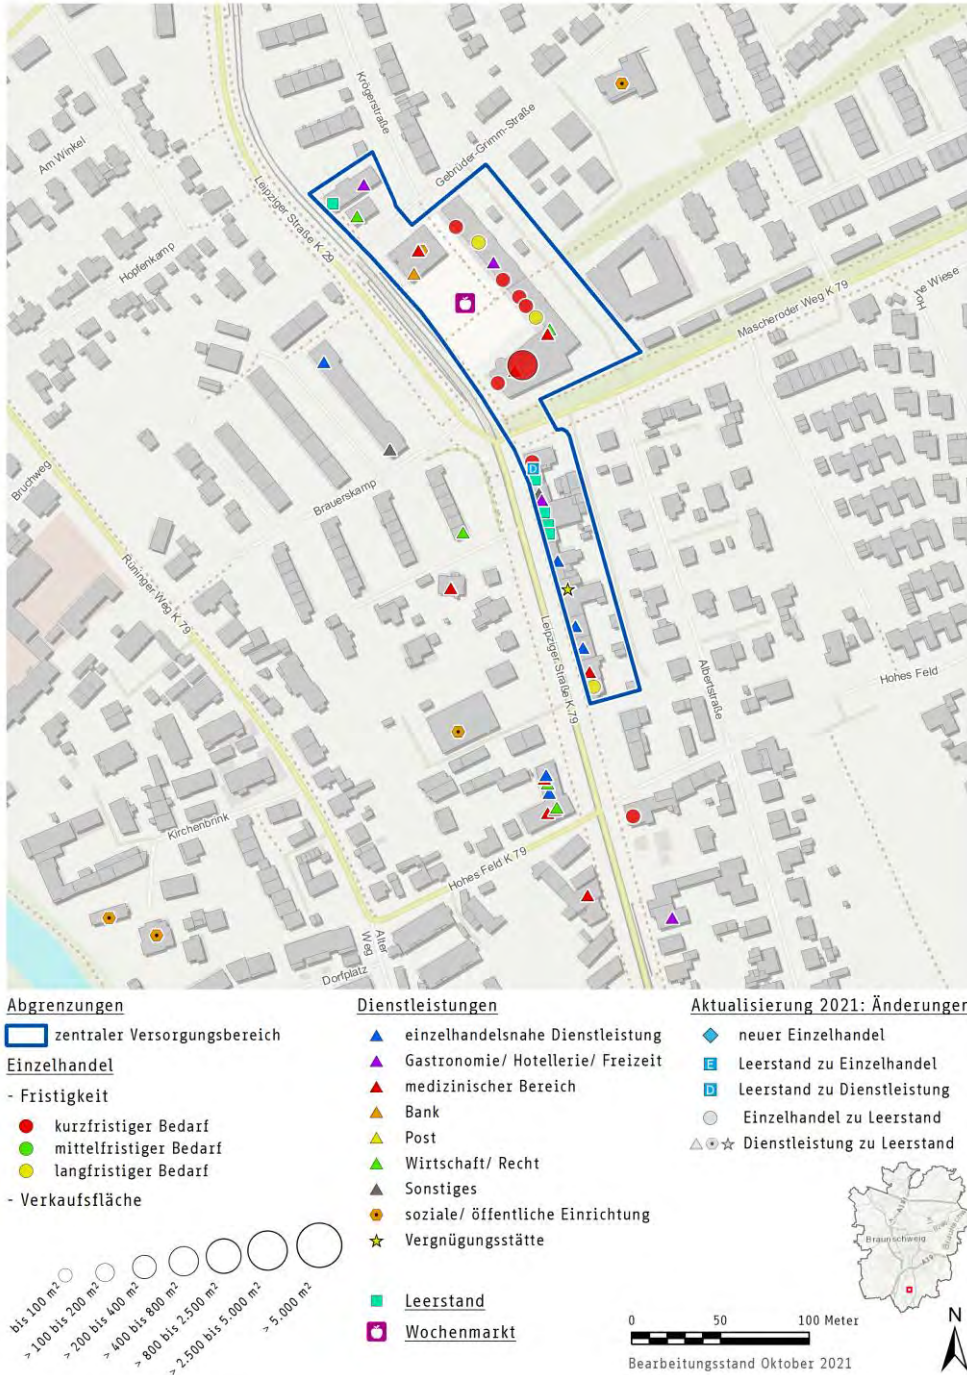 Krögerstraße
Gebrüder-Grimm-Straße
Am Winkel
Leipziger Straße K 29
Hopfenkamp
Mascheroder Weg K 79
he Wiese
Bruchweg
Brauerskamp
Rüninger Weg K 79
Leipziger Straße K 79
Albertstraße
Hohes Feld
Kirchenbrink
Hohes Feld K 79
Alter
Weg
Dorfplatz
D
Abgrenzungen
zentraler Versorgungsbereich
Einzelhandel
- Fristigkeit
kurzfristiger Bedarf
mittelfristiger Bedarf
langfristiger Bedarf
- Verkaufsfläche
bis 100 m²
> 100 bis 200 m²
> 200 bis 400 m²
> 400 bis 800 m²
> 800 bis 2.500 m²
> 2.500 bis 5.000 m²
> 5.000 m²
Dienstleistungen
einzelhandelsnahe Dienstleistung
Gastronomie/ Hotellerie/ Freizeit
medizinischer Bereich
Bank
Post
Wirtschaft/ Recht
Sonstiges
soziale/ öffentliche Einrichtung
Vergnügungsstätte
Leerstand
Wochenmarkt
Aktualisierung 2021: Änderungen
neuer Einzelhandel
E Leerstand zu Einzelhandel
D Leerstand zu Dienstleistung
Einzelhandel zu Leerstand
Dienstleistung zu Leerstand
Braunschweig
N
0 50 100 Meter
Bearbeitungsstand Oktober 2021